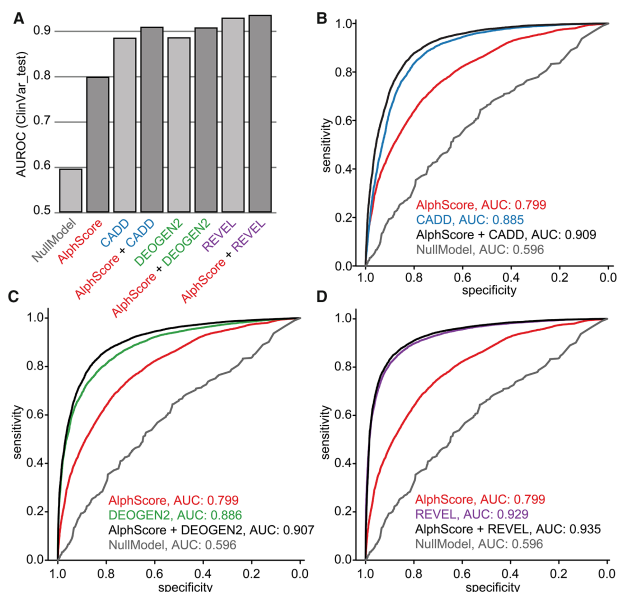 A
AUROC (ClinVar_test)
0.9
0.8
0.7
0.6
0.5
NullModel
AlphScore
CADD
AlphScore + CADD
DEOGEN2
AlphScore + DEOGEN2
REVEL
AlphScore + REVEL
B
sensitivity
1.0
0.8
0.6
0.4
0.2
0.0
AlphScore, AUC: 0.799
CADD, AUC: 0.885
AlphScore + CADD, AUC: 0.909
NullModel, AUC: 0.596
1.0 0.8 0.6 0.4 0.2 0.0
specificity
C
sensitivity
1.0
0.8
0.6
0.4
0.2
0.0
AlphScore, AUC: 0.799
DEOGEN2, AUC: 0.886
AlphScore + DEOGEN2, AUC: 0.907
NullModel, AUC: 0.596
1.0 0.8 0.6 0.4 0.2 0.0
specificity
D
sensitivity
1.0
0.8
0.6
0.4
0.2
0.0
AlphScore, AUC: 0.799
REVEL, AUC: 0.929
AlphScore + REVEL, AUC: 0.935
NullModel, AUC: 0.596
1.0 0.8 0.6 0.4 0.2 0.0
specificity